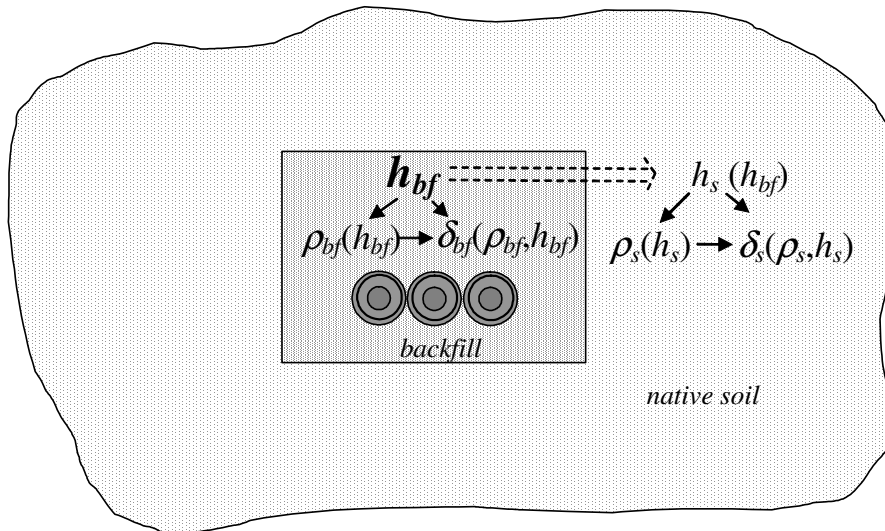 h_bf
h_s (h_bf)
ρ_bf(h_bf) → δ_bf(ρ_bf,h_bf)
ρ_s(h_s) → δ_s(ρ_s,h_s)
backfill
native soil